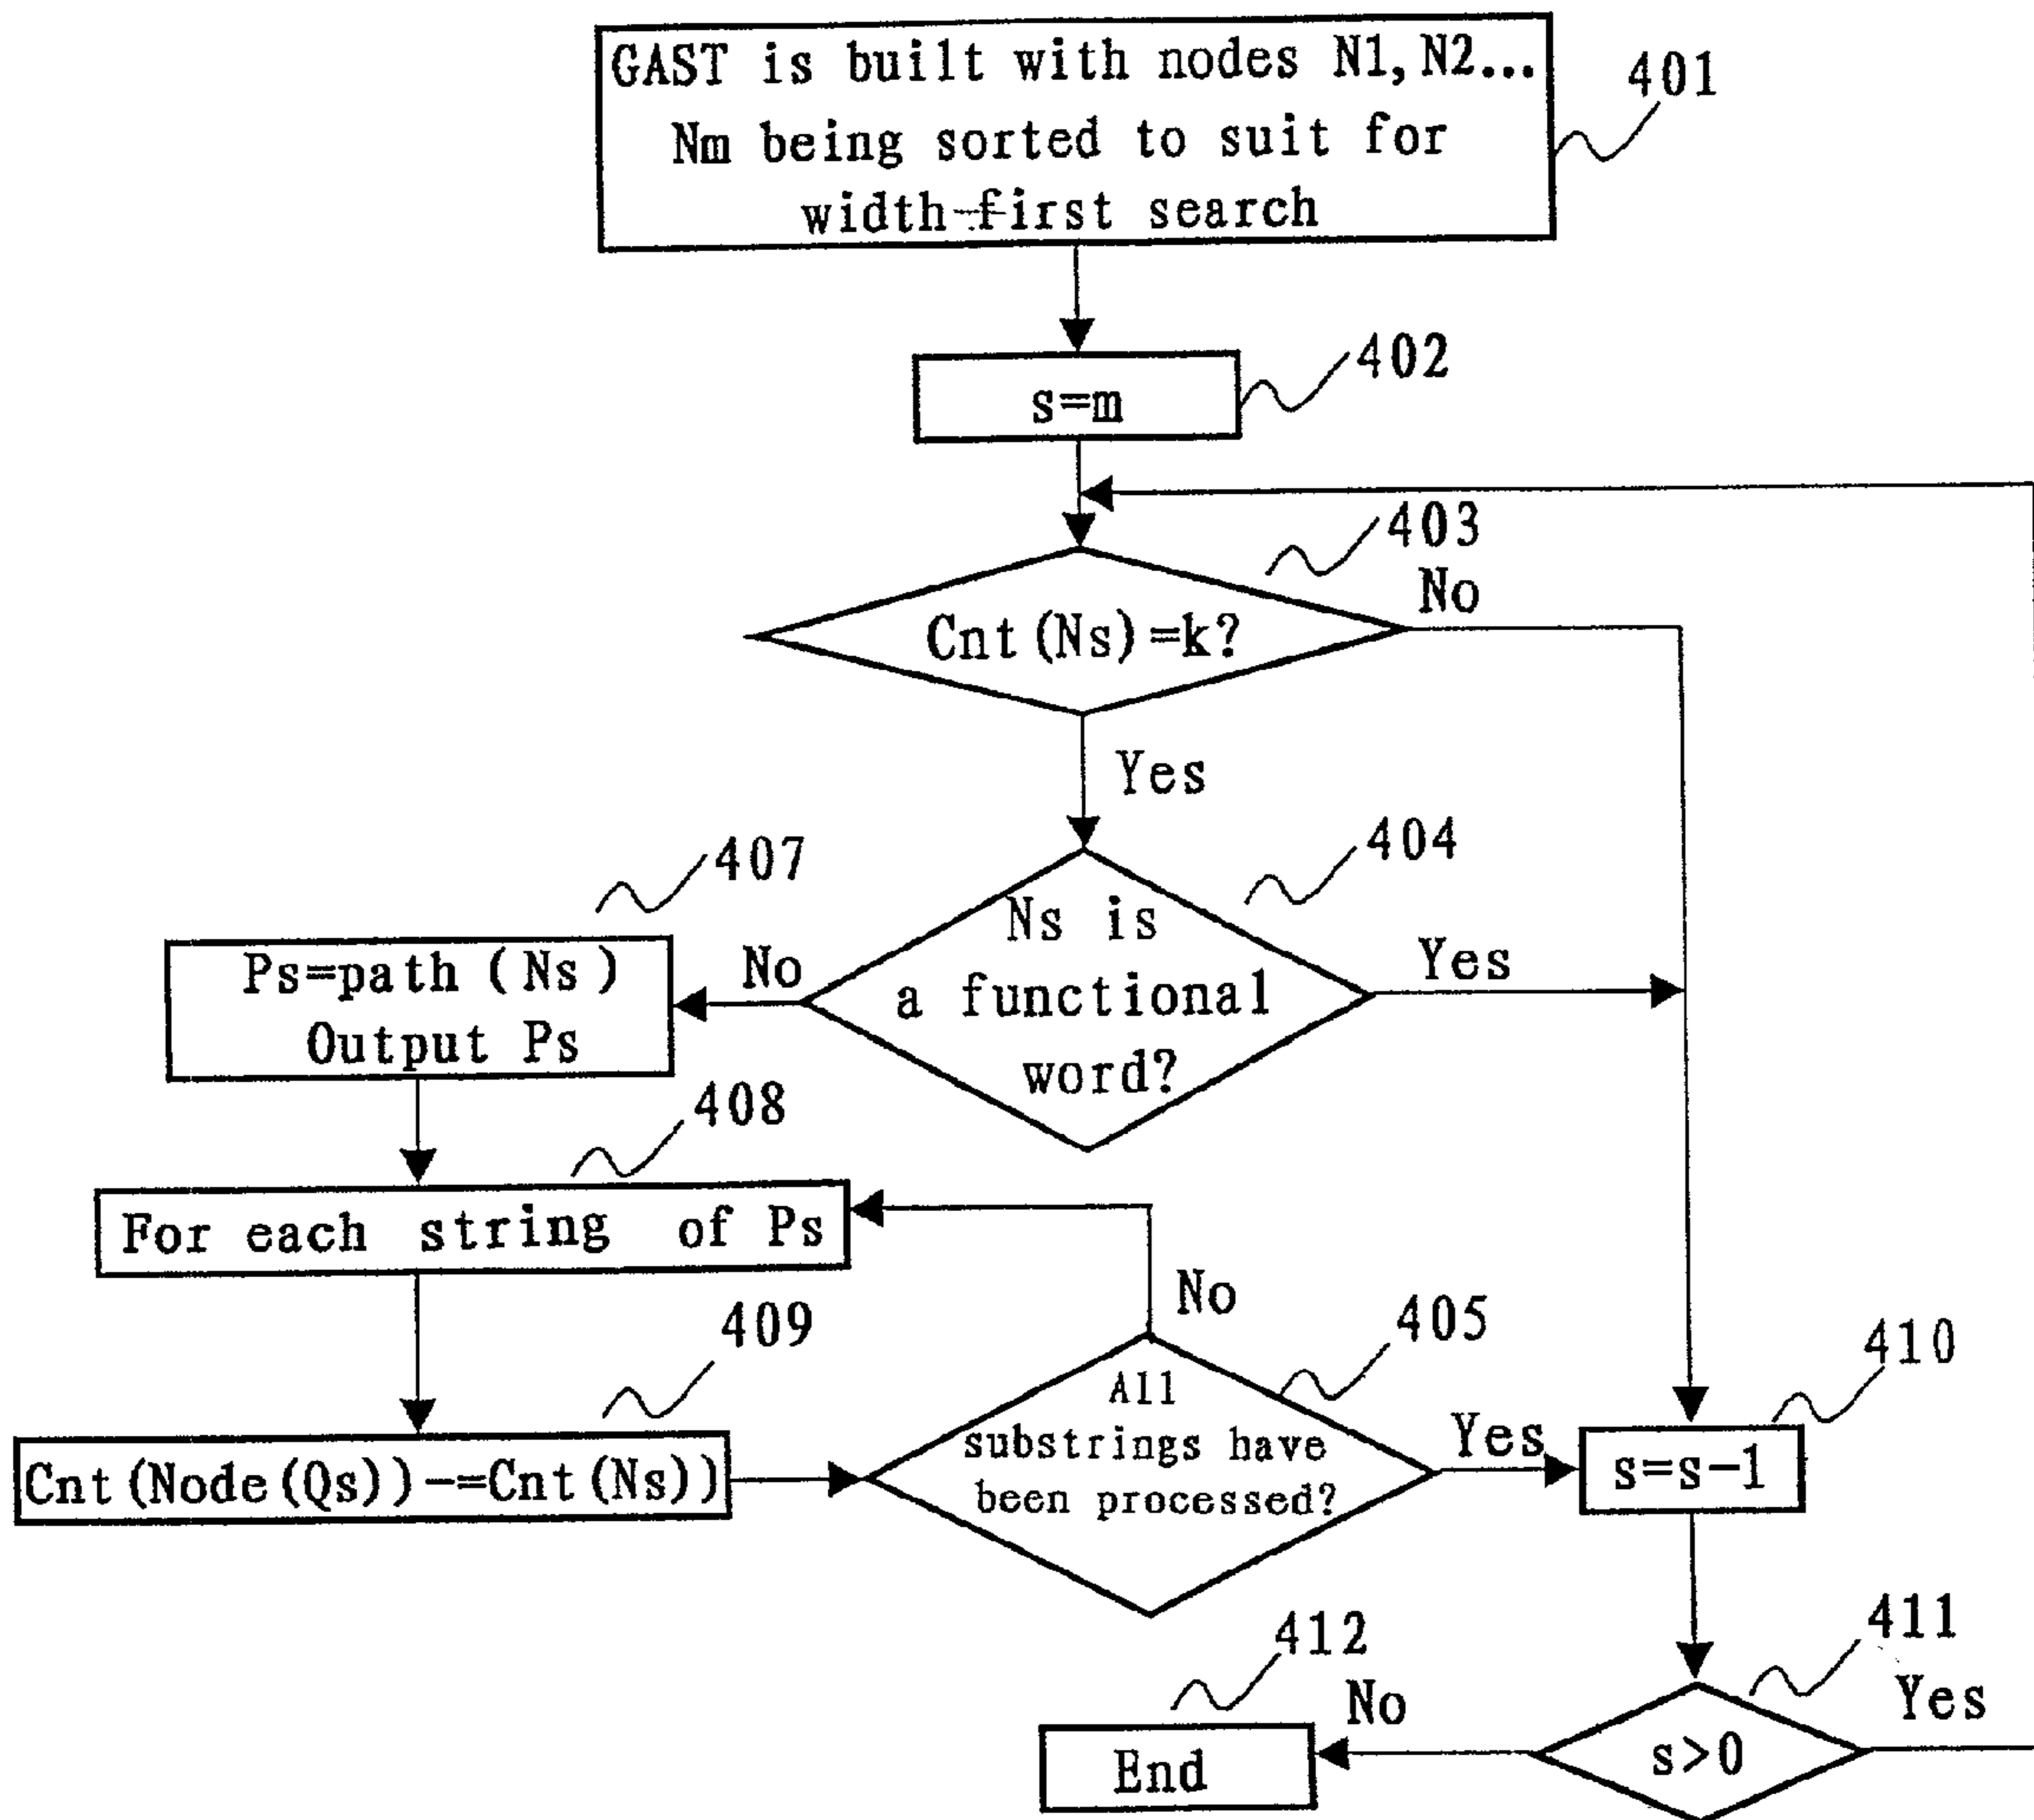 GAST is built with nodes N1, N2...
Nm being sorted to suit for
width-first search
401
s=m
402
403
Cnt(Ns)=k?
No
Yes
404
Ns is
a functional
word?
Yes
No
407
Ps=path(Ns)
Output Ps
408
For each string of Ps
409
Cnt(Node(Qs))-=Cnt(Ns))
No
405
All
substrings have
been processed?
Yes
410
s=s-1
411
s>0
Yes
No
412
End